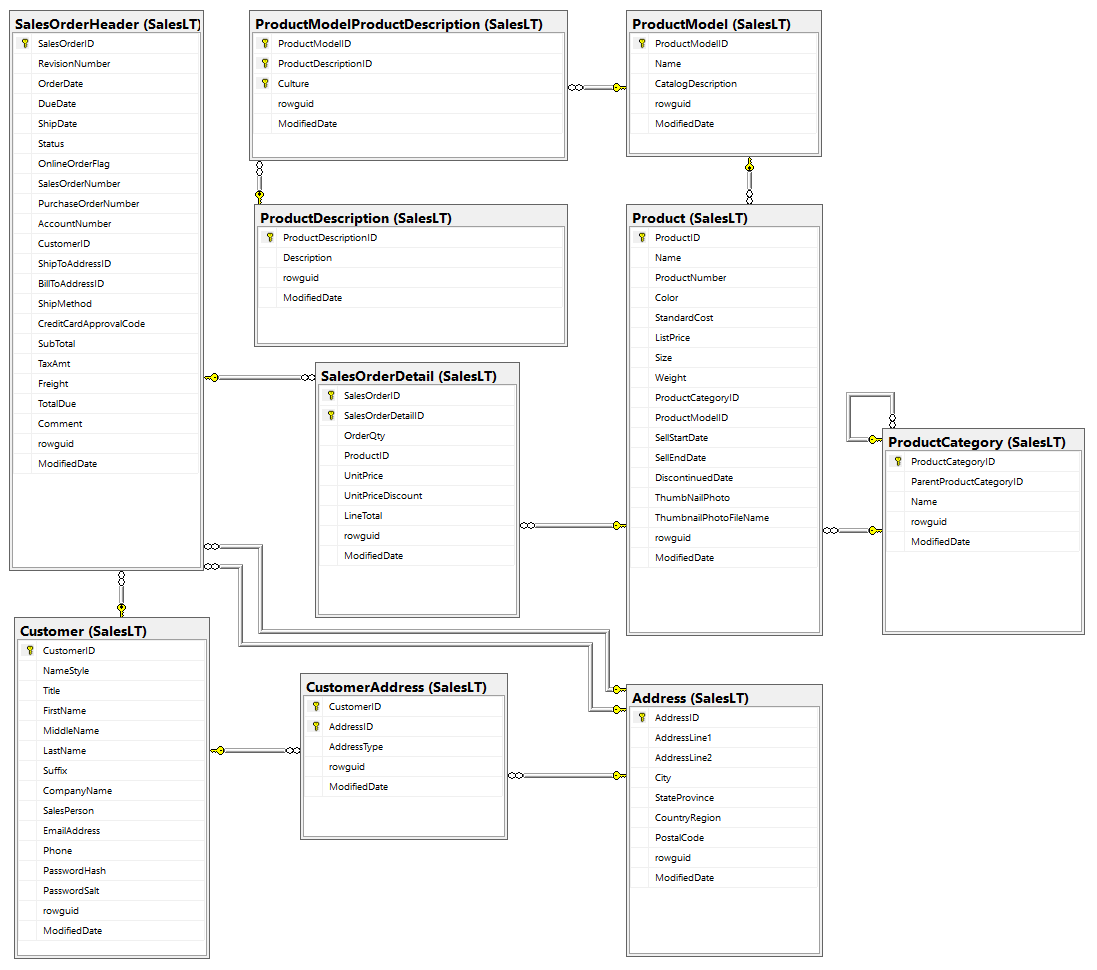 SalesOrderHeader (SalesLT)
SalesOrderID
RevisionNumber
OrderDate
DueDate
ShipDate
Status
OnlineOrderFlag
SalesOrderNumber
PurchaseOrderNumber
AccountNumber
CustomerID
ShipToAddressID
BillToAddressID
ShipMethod
CreditCardApprovalCode
SubTotal
TaxAmt
Freight
TotalDue
Comment
rowguid
ModifiedDate
ProductModelProductDescription (SalesLT)
ProductModelID
ProductDescriptionID
Culture
rowguid
ModifiedDate
ProductModel (SalesLT)
ProductModelID
Name
CatalogDescription
rowguid
ModifiedDate
ProductDescription (SalesLT)
ProductDescriptionID
Description
rowguid
ModifiedDate
Product (SalesLT)
ProductID
Name
ProductNumber
Color
StandardCost
ListPrice
Size
Weight
ProductCategoryID
ProductModelID
SellStartDate
SellEndDate
DiscontinuedDate
ThumbNailPhoto
ThumbnailPhotoFileName
rowguid
ModifiedDate
SalesOrderDetail (SalesLT)
SalesOrderID
SalesOrderDetailID
OrderQty
ProductID
UnitPrice
UnitPriceDiscount
LineTotal
rowguid
ModifiedDate
ProductCategory (SalesLT)
ProductCategoryID
ParentProductCategoryID
Name
rowguid
ModifiedDate
Customer (SalesLT)
CustomerID
NameStyle
Title
FirstName
MiddleName
LastName
Suffix
CompanyName
SalesPerson
EmailAddress
Phone
PasswordHash
PasswordSalt
rowguid
ModifiedDate
CustomerAddress (SalesLT)
CustomerID
AddressID
AddressType
rowguid
ModifiedDate
Address (SalesLT)
AddressID
AddressLine1
AddressLine2
City
StateProvince
CountryRegion
PostalCode
rowguid
ModifiedDate